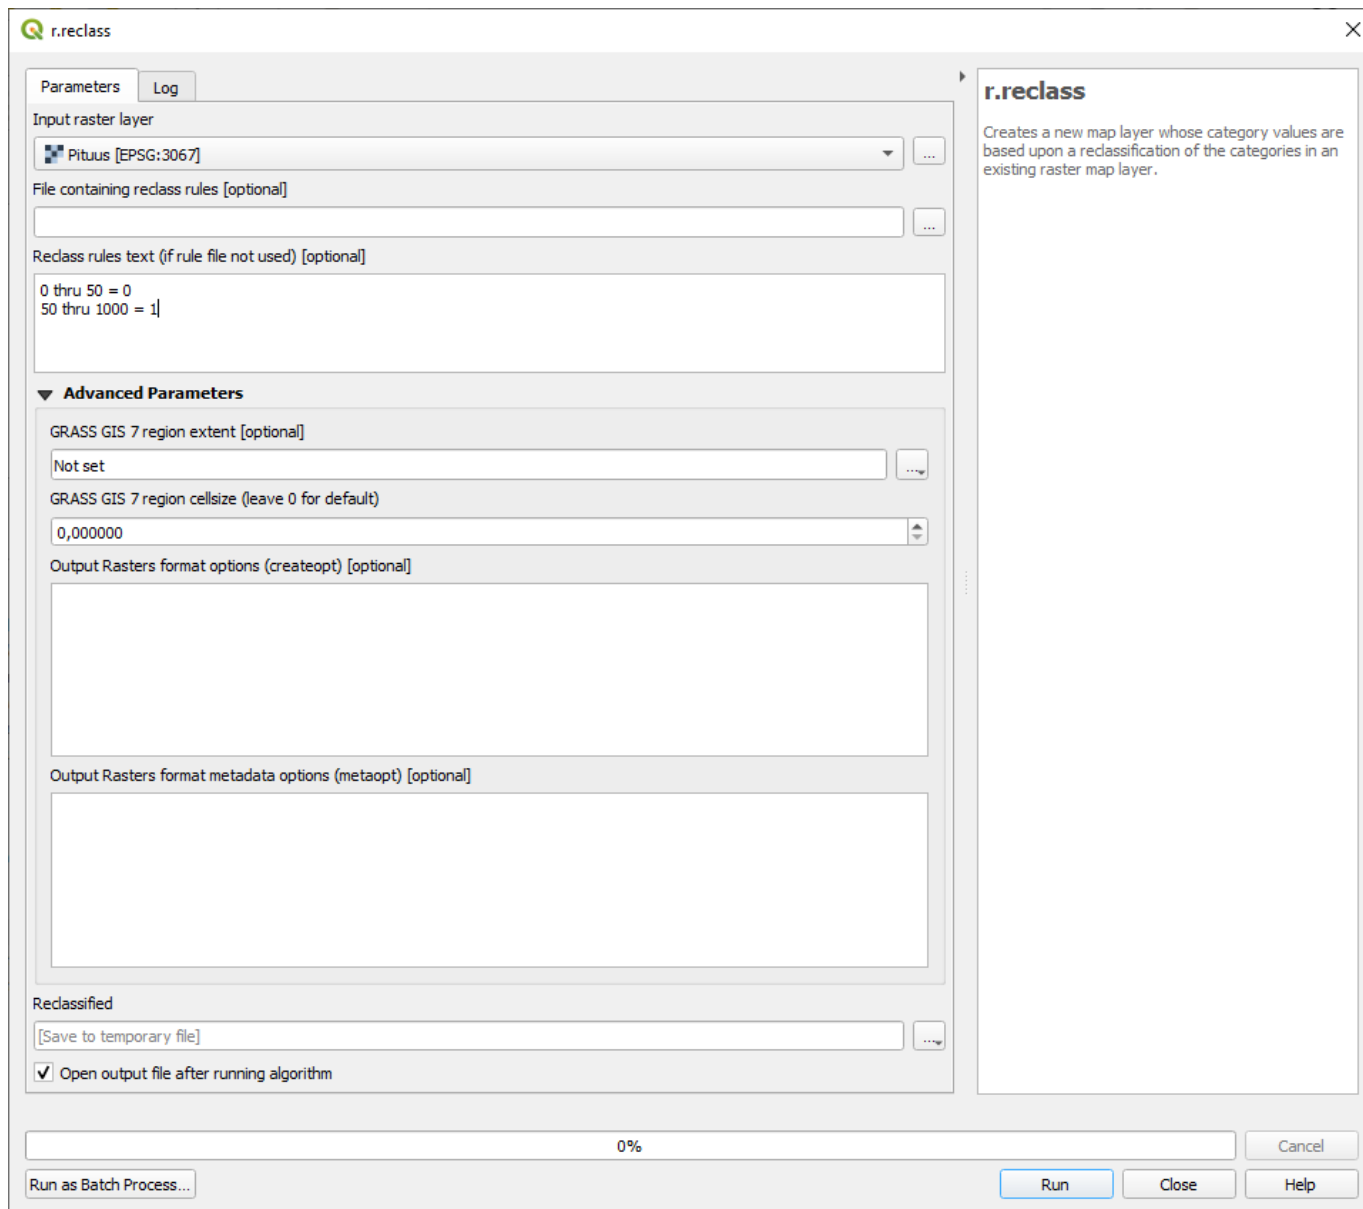 r.reclass
Parameters
Log
Input raster layer
Pituus [EPSG:3067]
...
File containing reclass rules [optional]
...
Reclass rules text (if rule file not used) [optional]
0 thru 50 = 0
50 thru 1000 = 1
Advanced Parameters
GRASS GIS 7 region extent [optional]
Not set
...
GRASS GIS 7 region cellsize (leave 0 for default)
0,000000
Output Rasters format options (createopt) [optional]
Output Rasters format metadata options (metaopt) [optional]
Reclassified
[Save to temporary file]
...
Open output file after running algorithm
r.reclass
Creates a new map layer whose category values are
based upon a reclassification of the categories in an
existing raster map layer.
0%
Cancel
Run as Batch Process...
Run
Close
Help